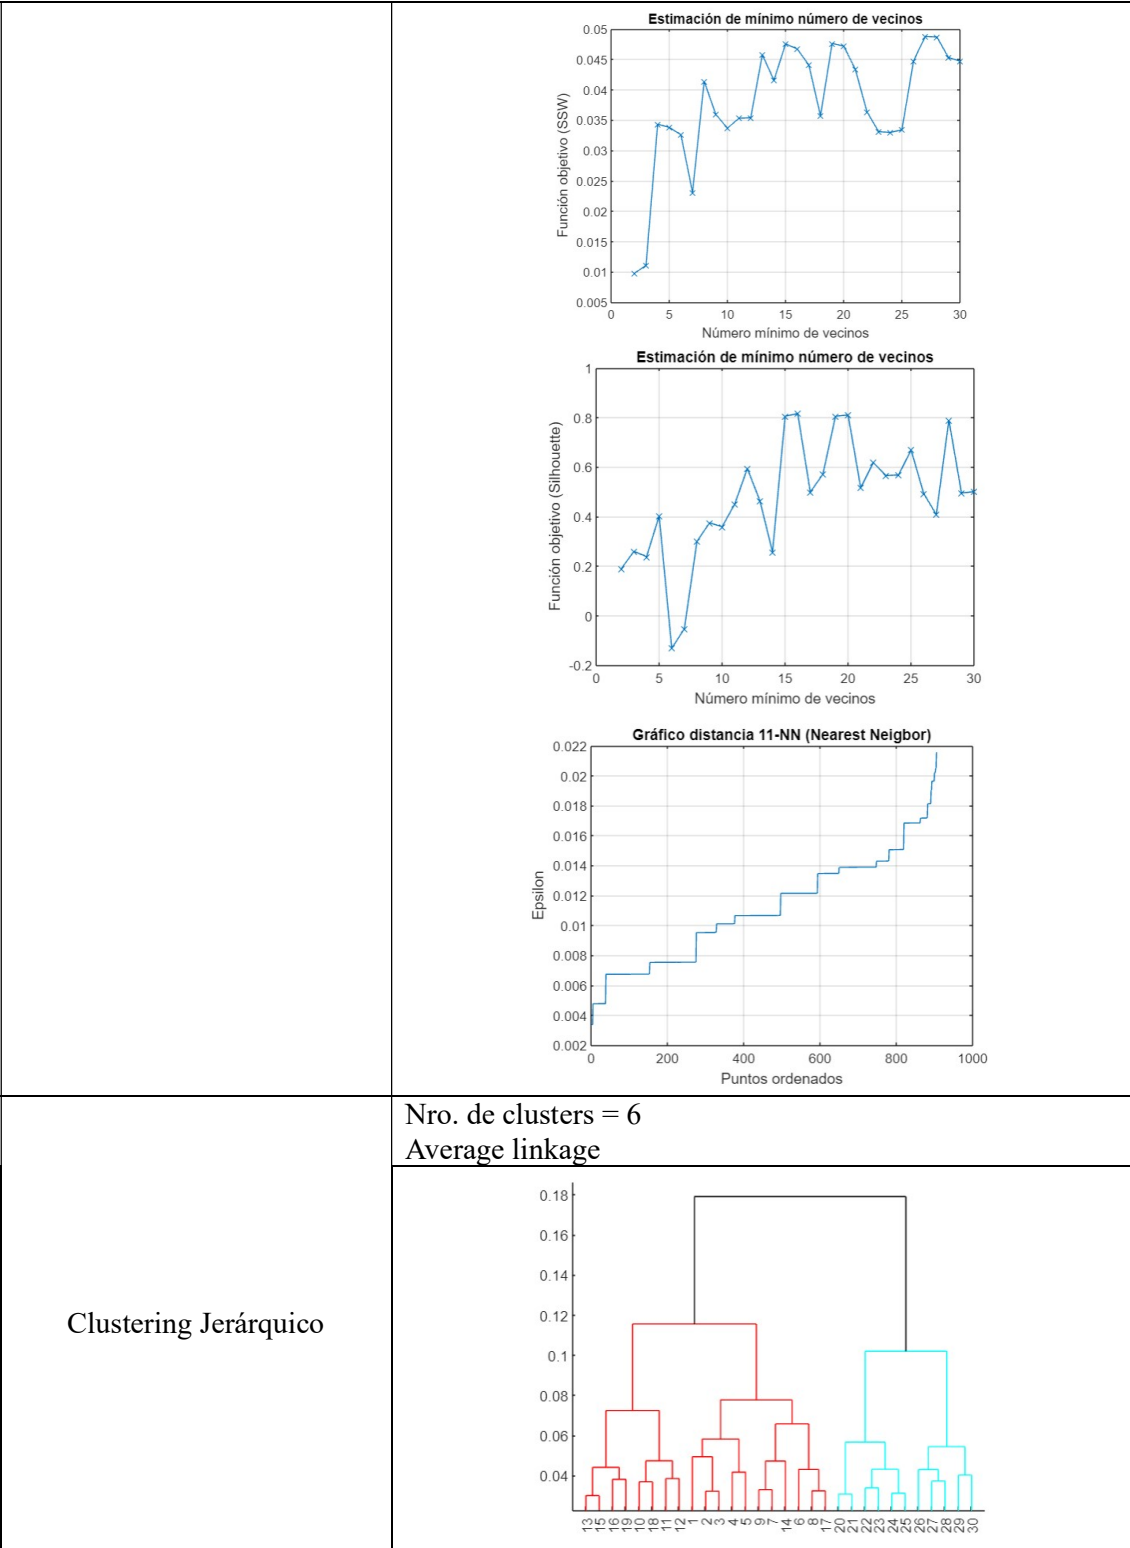 Estimación de mínimo número de vecinos
0.05
0.045
0.04
0.035
0.03
0.025
0.02
0.015
0.01
0.005
Función objetivo (SSW)
0 5 10 15 20 25 30
Número mínimo de vecinos
Estimación de mínimo número de vecinos
1
0.8
0.6
0.4
0.2
0
-0.2
Función objetivo (Silhouette)
0 5 10 15 20 25 30
Número mínimo de vecinos
Gráfico distancia 11-NN (Nearest Neigbor)
0.022
0.02
0.018
0.016
0.014
0.012
0.01
0.008
0.006
0.004
0.002
Epsilon
0 200 400 600 800 1000
Puntos ordenados
Nro. de clusters = 6
Average linkage
Clustering Jerárquico
0.18
0.16
0.14
0.12
0.1
0.08
0.06
0.04
13 15 16 19 10 18 11 12 1 2 3 4 5 9 7 14 6 8 17 20 21 22 23 24 25 26 27 28 29 30